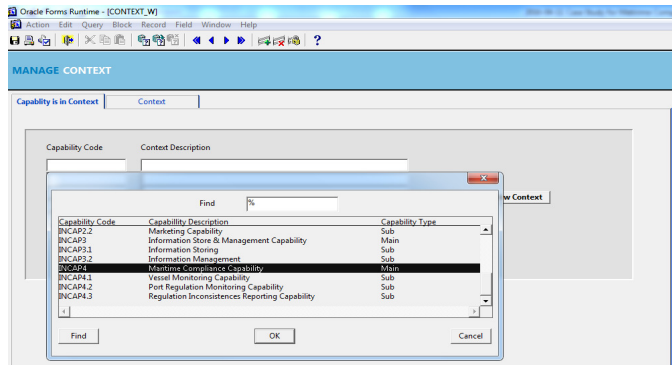 Oracle Forms Runtime - [CONTEXT_W]
Action Edit Query Block Record Field Window Help
MANAGE CONTEXT
Capablity is in Context Context
Capability Code Context Description
w Context
Find %
Capability Code Capabillity Description Capability Type
INCAP2.2 Marketing Capability Sub
INCAP3 Information Store & Management Capability Main
INCAP3.1 Information Storing Sub
INCAP3.2 Information Management Sub
INCAP4 Maritime Compliance Capability Main
INCAP4.1 Vessel Monitoring Capability Sub
INCAP4.2 Port Regulation Monitoring Capability Sub
INCAP4.3 Regulation Inconsistences Reporting Capability Sub
Find OK Cancel